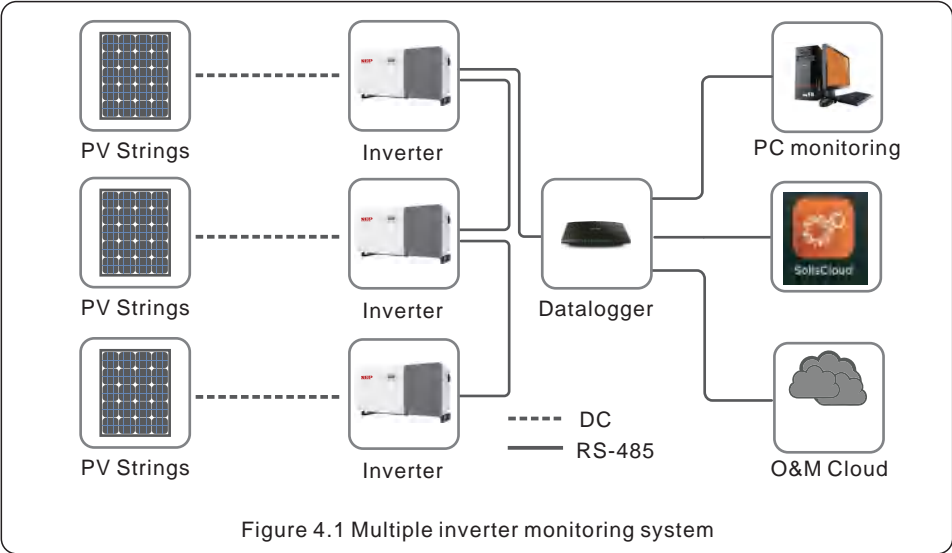 PV Strings
Inverter
PC monitoring
PV Strings
Inverter
Datalogger
SolisCloud
PV Strings
Inverter
DC
RS-485
O&M Cloud
Figure 4.1 Multiple inverter monitoring system